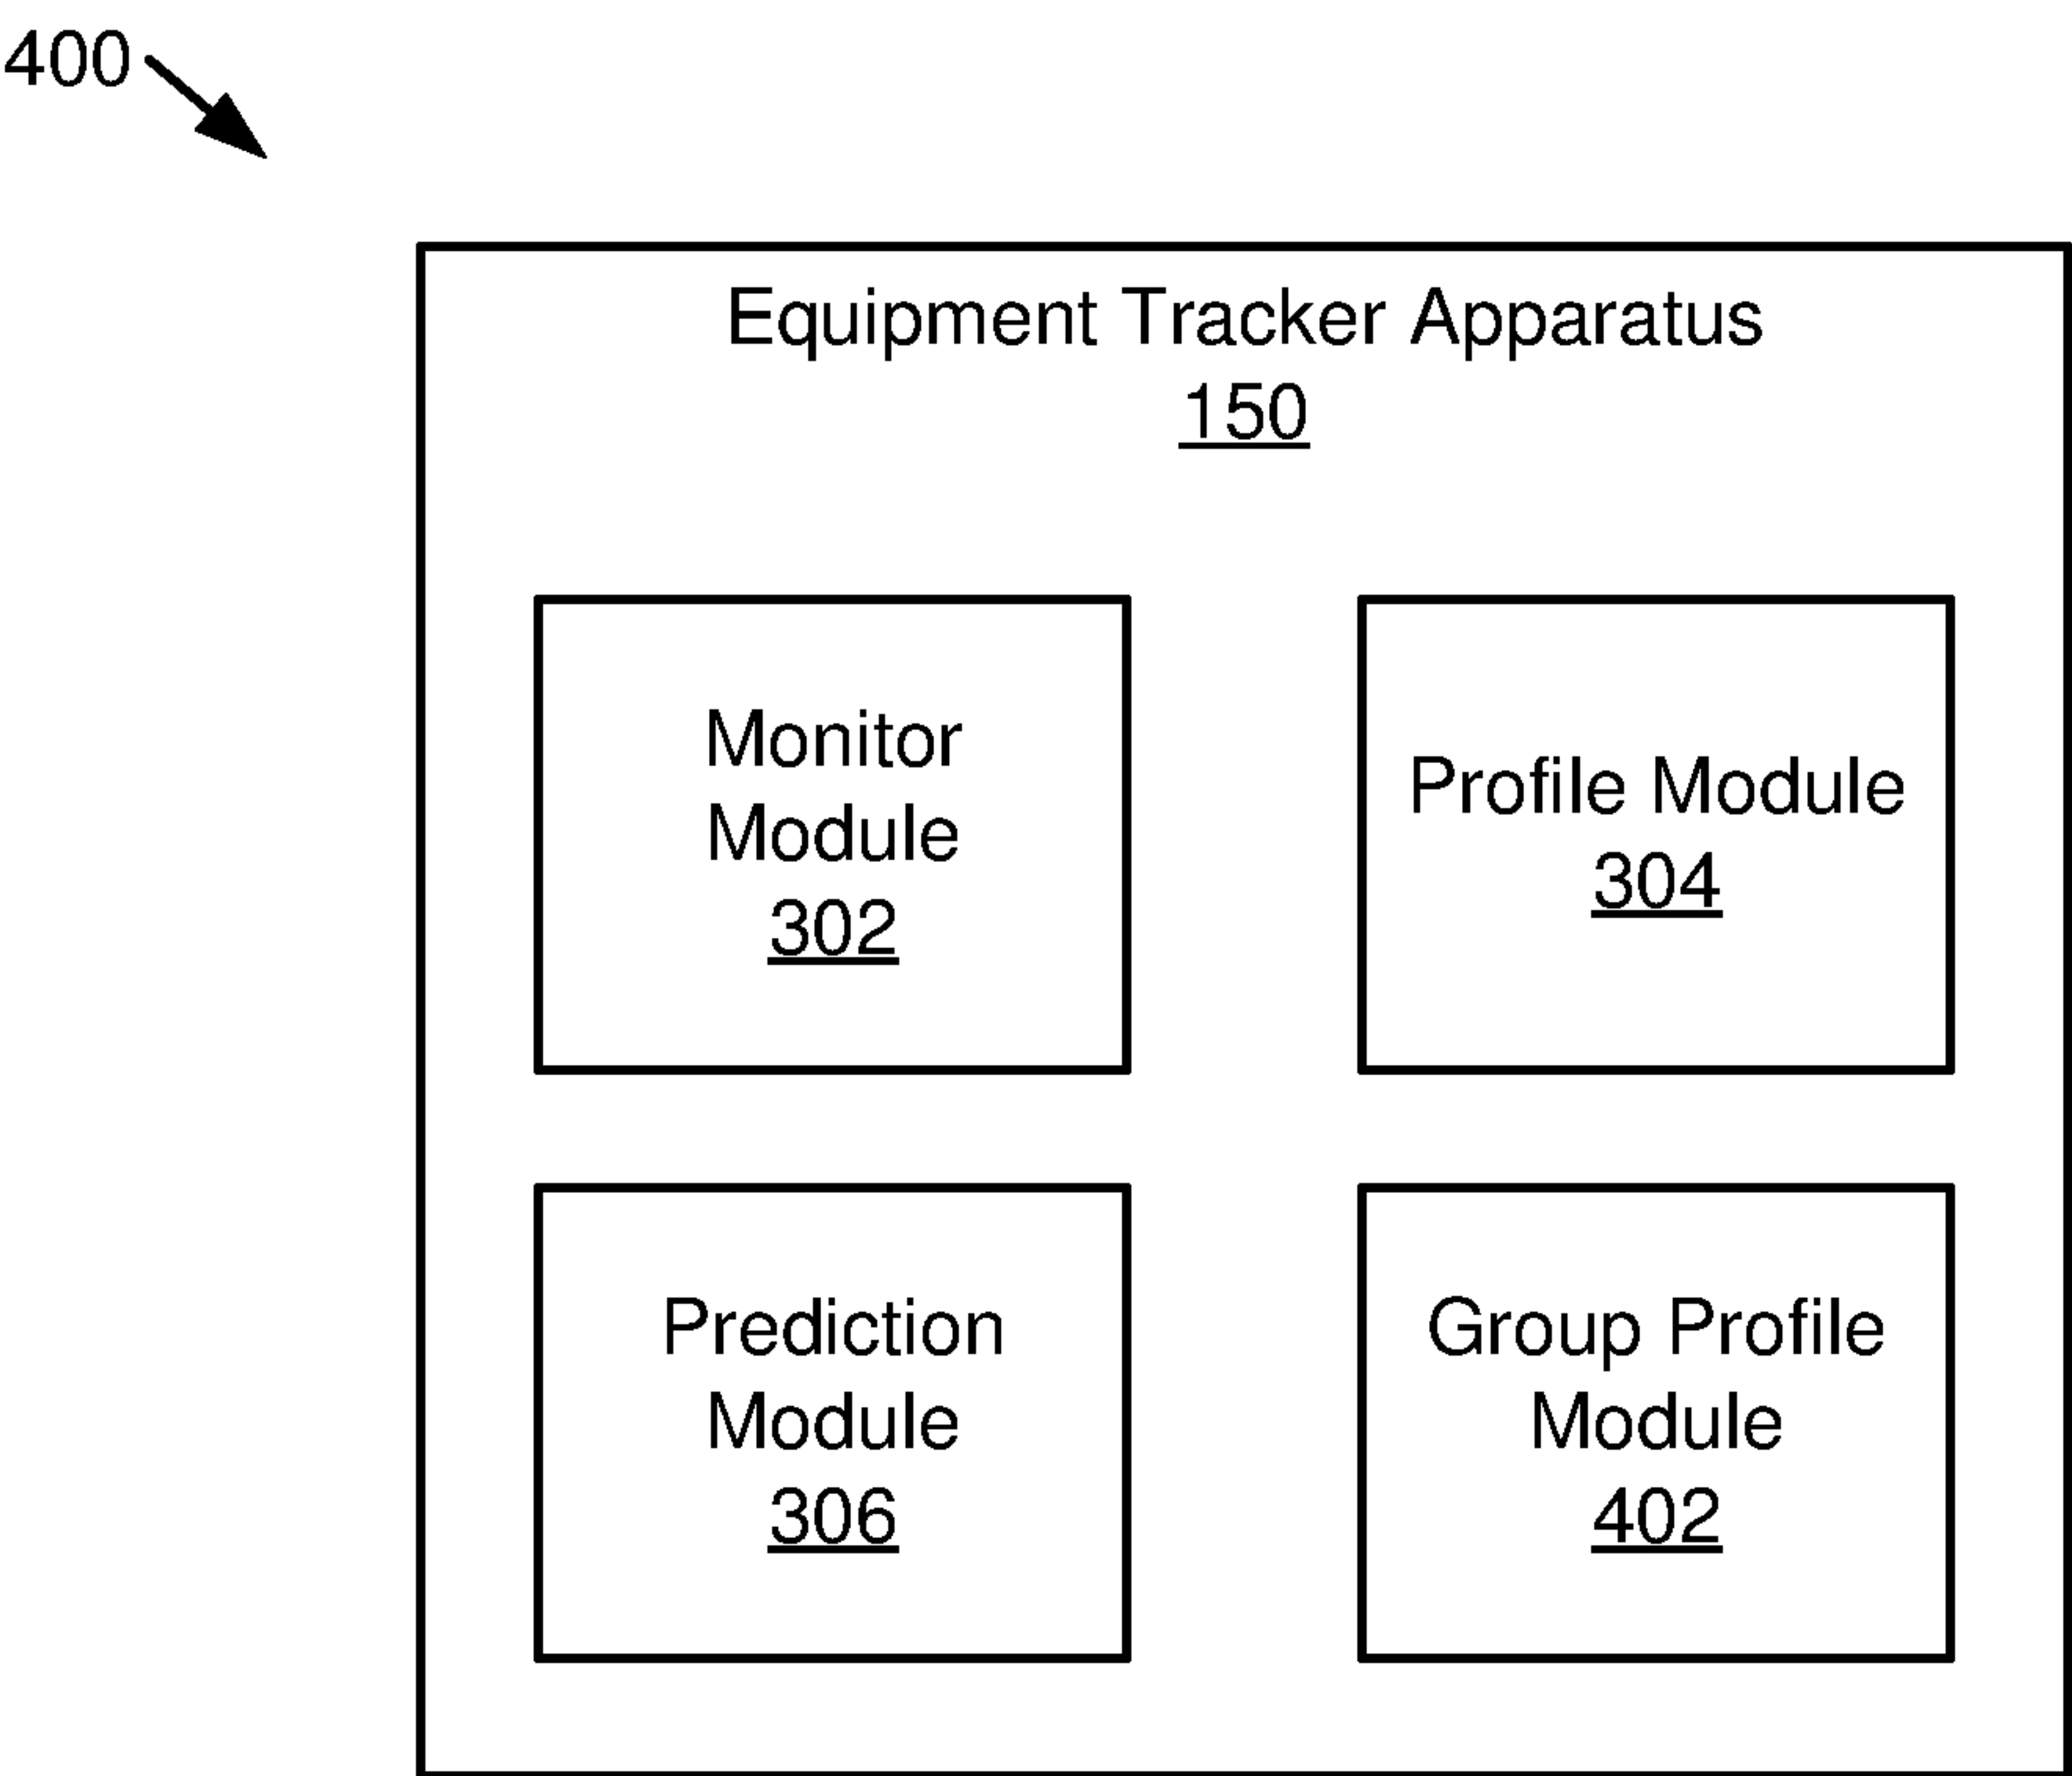 400
Equipment Tracker Apparatus
150
Monitor
Module
302
Profile Module
304
Prediction
Module
306
Group Profile
Module
402